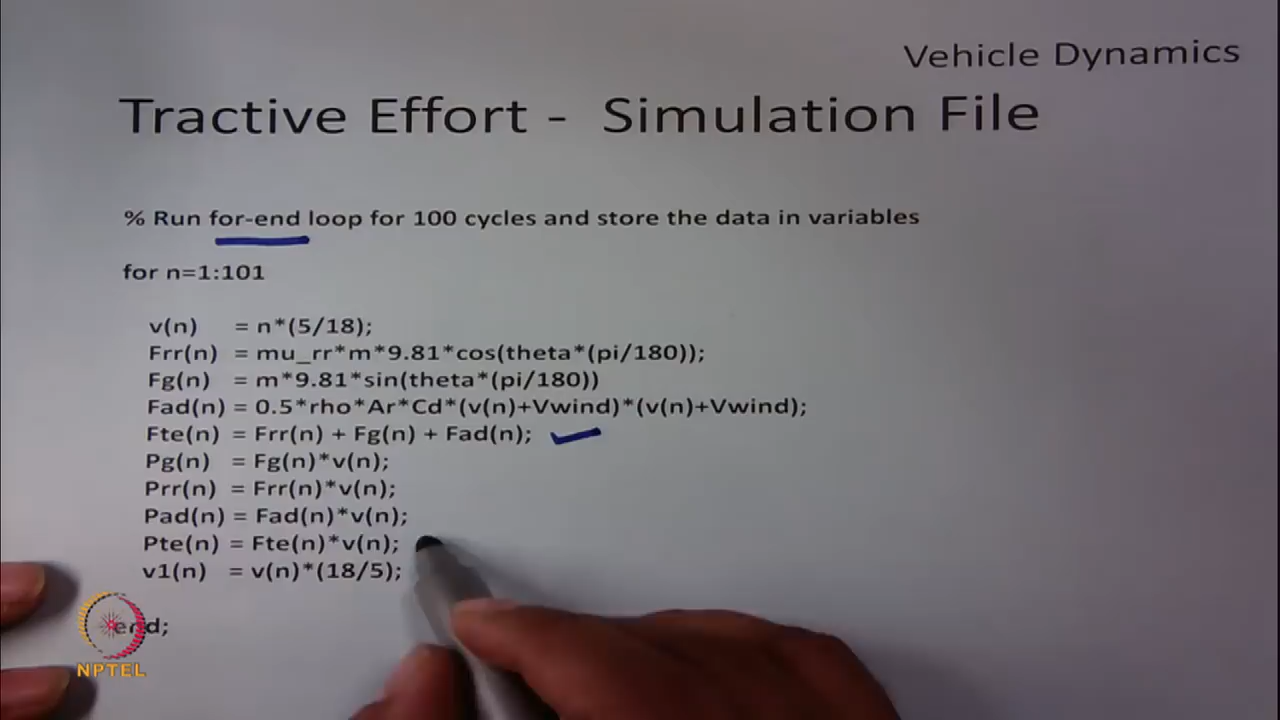 Vehicle Dynamics
Tractive Effort - Simulation File
% Run for-end loop for 100 cycles and store the data in variables
for n=1:101
v(n) = n*(5/18);
Frr(n) = mu_rr*m*9.81*cos(theta*(pi/180));
Fg(n) = m*9.81*sin(theta*(pi/180))
Fad(n) = 0.5*rho*Ar*Cd*(v(n)+Vwind)*(v(n)+Vwind);
Fte(n) = Frr(n) + Fg(n) + Fad(n);
Pg(n) = Fg(n)*v(n);
Prr(n) = Frr(n)*v(n);
Pad(n) = Fad(n)*v(n);
Pte(n) = Fte(n)*v(n);
v1(n) = v(n)*(18/5);
end;
NPTEL